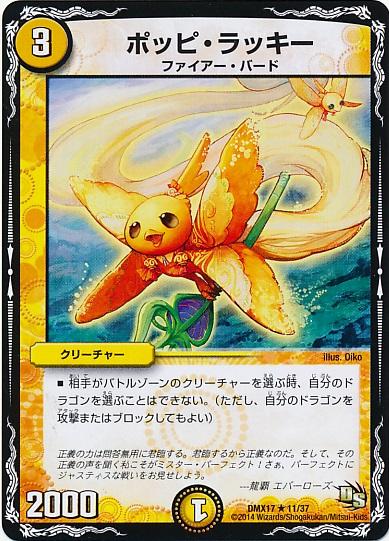 3
ポッピ・ラッキー
ファイアー・バード
クリーチャー
illus. Oiko
■ 相手がバトルゾーンのクリーチャーを選ぶ時、自分のド
ラゴンを選ぶことはできない。(ただし、自分のドラゴンを
攻撃またはブロックしてもよい)
正義の力は回答無用に君臨する。君臨するから正義なのだ。そして、そ
の正義の声を聞く私こそがミスター・パーフェクト!さぁ、パーフェクトに
ジャスティスな戦いをお見せしよう。
---龍覇 エバーローズ
2000
1
DS
DMX17 ★ 11/37
©2014 Wizards/Shogakukan/Mitsui-Kids